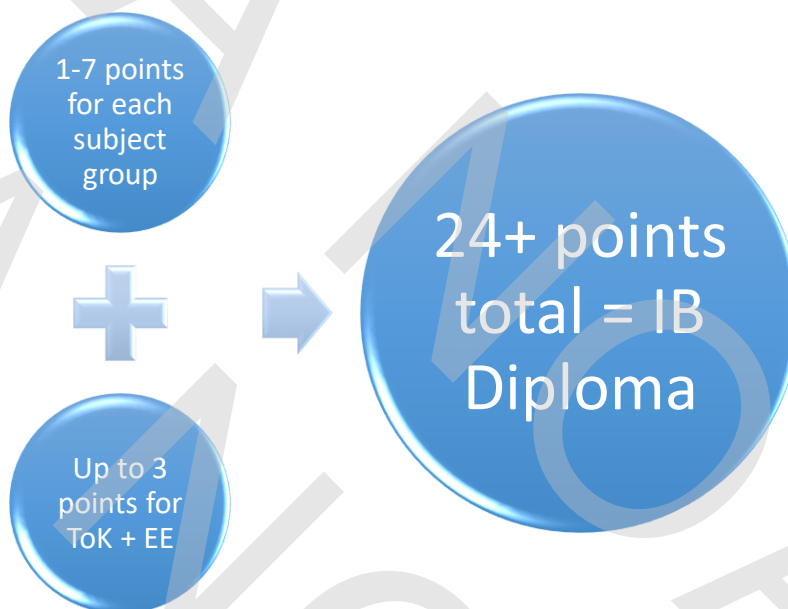 1-7 points
for each
subject
group
24+ points
total = IB
Diploma
Up to 3
points for
ToK + EE